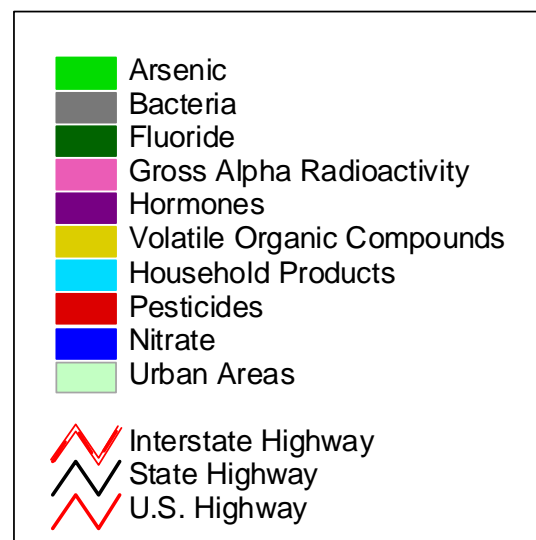 Arsenic
Bacteria
Fluoride
Gross Alpha Radioactivity
Hormones
Volatile Organic Compounds
Household Products
Pesticides
Nitrate
Urban Areas
Interstate Highway
State Highway
U.S. Highway